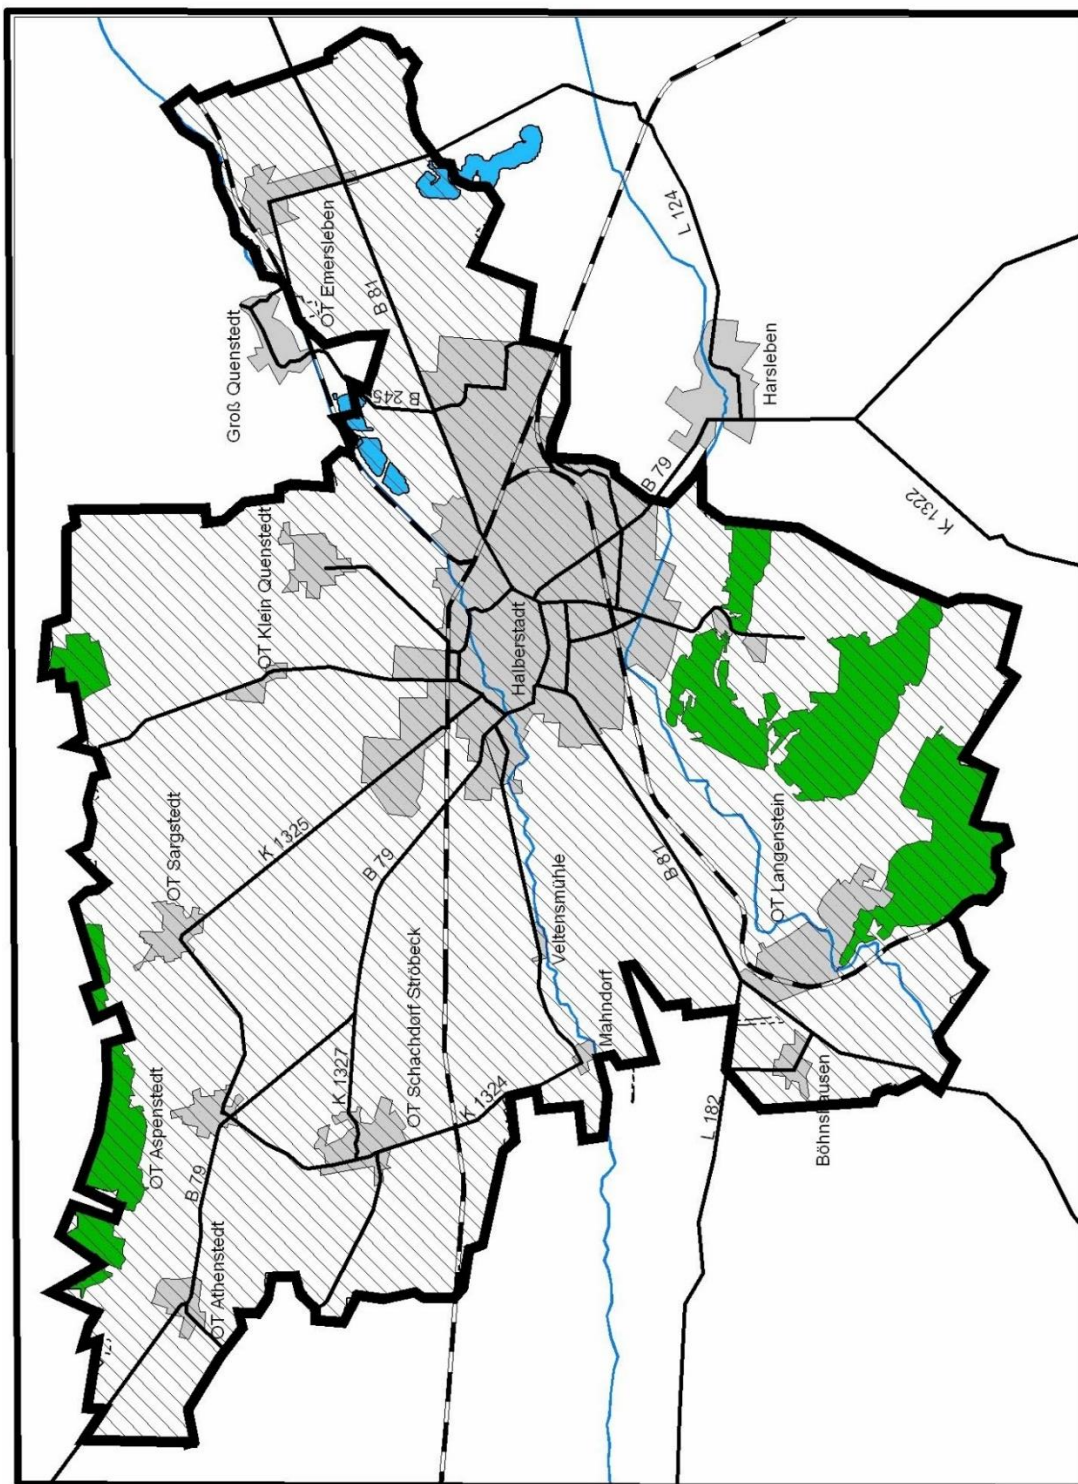 OT Athenstedt
OT Aspenstedt
B 79
OT Sargstedt
K 1325
B 79
K 1327
OT Schachdorf Ströbeck
K 1324
OT Klein Quenstedt
Groß Quenstedt
OT Emersleben
B 81
B 245
Halberstadt
Veltensmühle
Mahndorf
B 81
OT Langenstein
L 182
Böhnshausen
B 79
L 124
Harsleben
K 1322